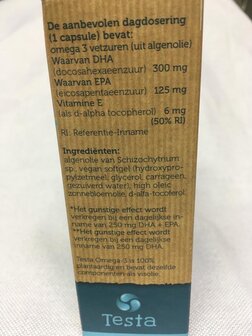 De aanbevolen dagdosering
(1 capsule) bevat:
omega 3 vetzuren (uit algenolie)
Waarvan DHA
(docosahexaeenzuur) 300 mg
Waarvan EPA
(eicosapentaeenzuur) 125 mg
Vitamine E
(als d-alpha tocopherol) 6 mg
(50% RI)
RI: Referentie-Inname
Ingrediënten:
algenolie van Schizochytrium
sp., vegan softgel (hydroxypro-
pylzetmeel, glycerol, carrageen,
gezuiverd water), high oleic
zonnebloemolie, d-alfa-tocoferol.
*Het gunstige effect wordt
verkregen bij een dagelijkse in-
name van 250 mg DHA + EPA.
**Het gunstige effect wordt
verkregen bij een dagelijkse
inname van 250 mg DHA.
Testa Omega-3 is 100%
plantaardig en bevat dezelfde
componenten als visolie.
Testa